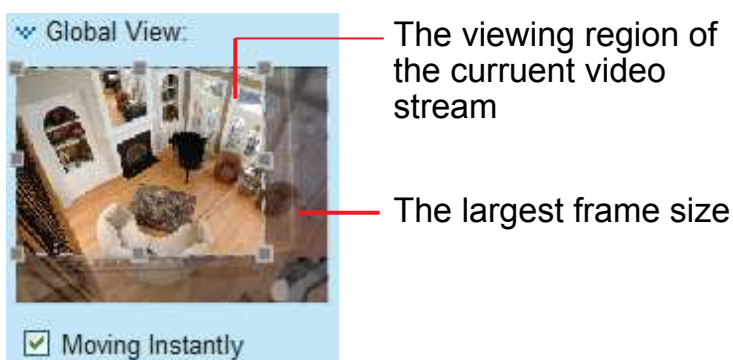 Global View:
The viewing region of
the curruent video
stream
The largest frame size
Moving Instantly